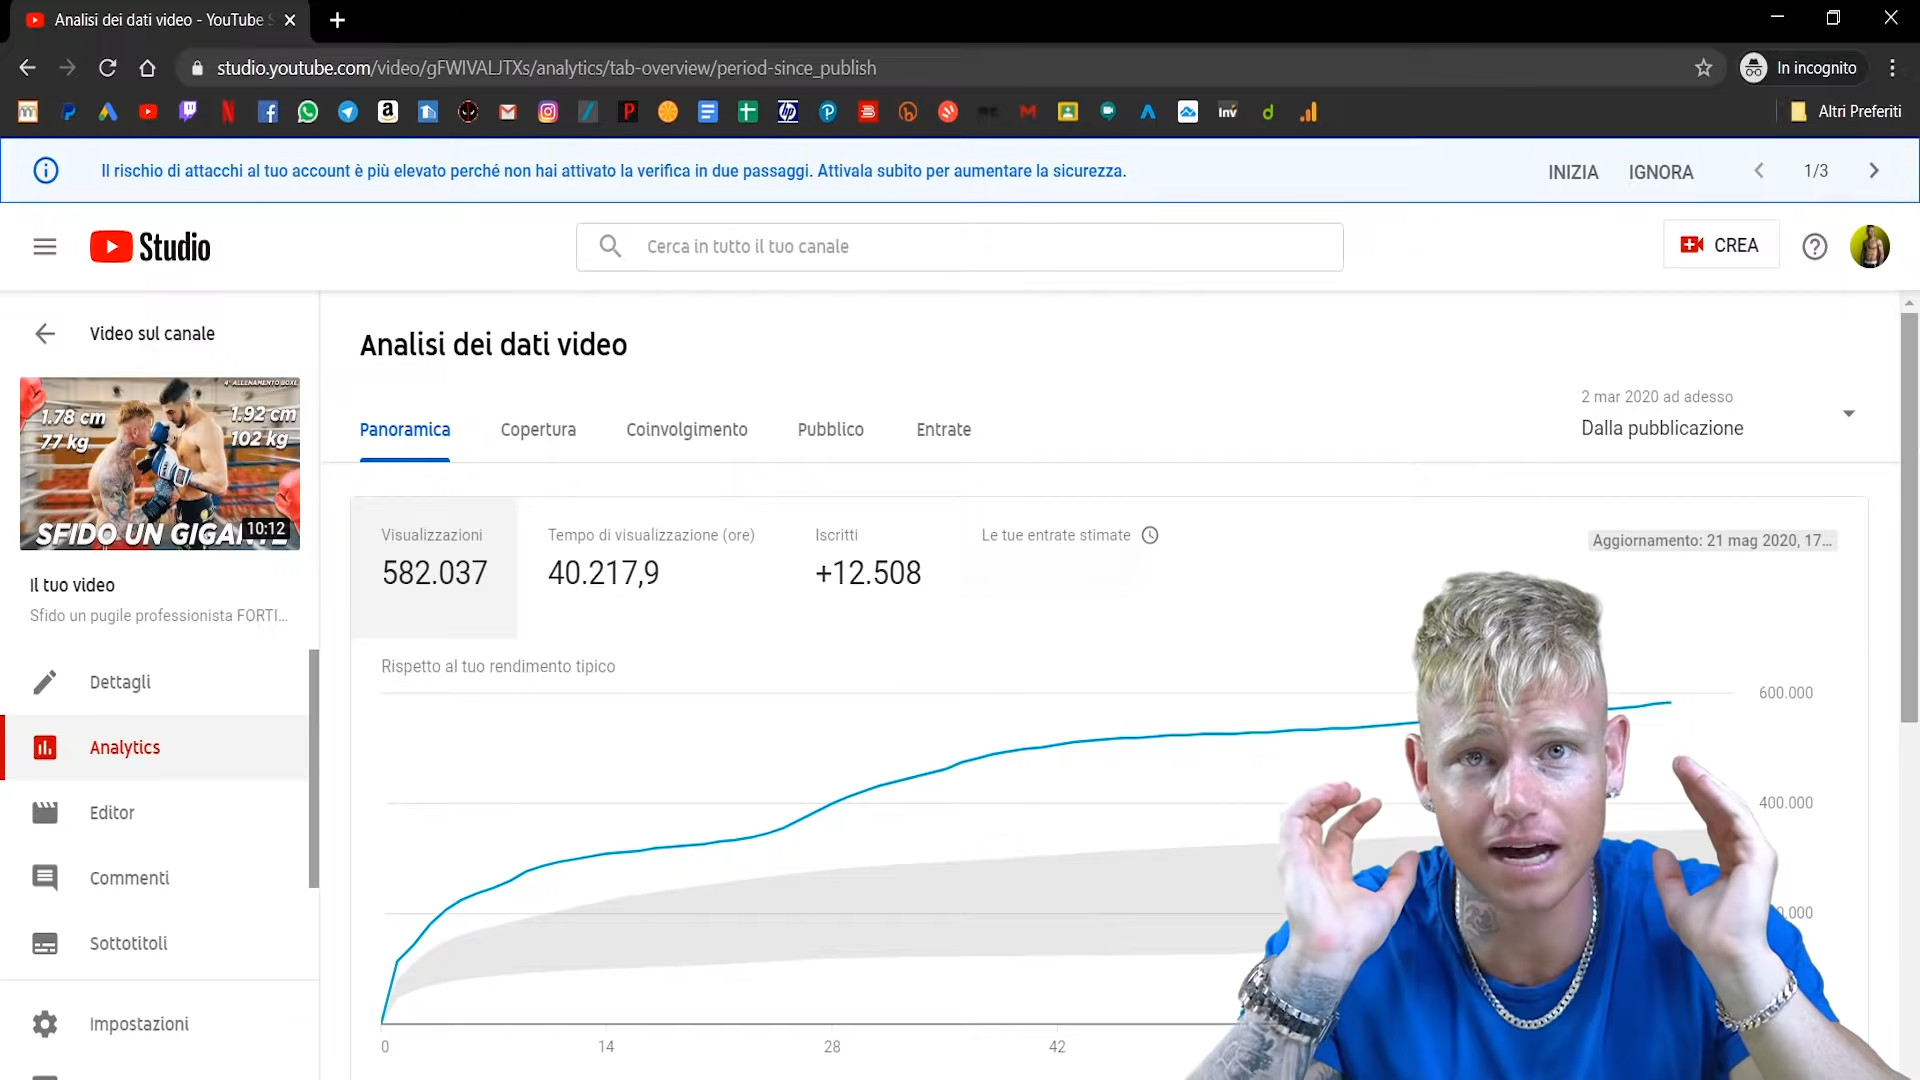 Analisi dei dati video - YouTube S
studio.youtube.com/video/gFWIVALJTXs/analytics/tab-overview/period-since_publish
In incognito
Inv
Altri Preferiti
Il rischio di attacchi al tuo account è più elevato perché non hai attivato la verifica in due passaggi. Attivala subito per aumentare la sicurezza.
INIZIA
IGNORA
1/3
Studio
Cerca in tutto il tuo canale
CREA
Video sul canale
4° ALLENAMENTO BOXE
1.78 cm
77 kg
1.92 cm
102 kg
SFIDO UN GIGANTE
10:12
Il tuo video
Sfido un pugile professionista FORTI...
Dettagli
Analytics
Editor
Commenti
Sottotitoli
Impostazioni
Analisi dei dati video
2 mar 2020 ad adesso
Dalla pubblicazione
Panoramica
Copertura
Coinvolgimento
Pubblico
Entrate
Visualizzazioni
582.037
Tempo di visualizzazione (ore)
40.217,9
Iscritti
+12.508
Le tue entrate stimate
Aggiornamento: 21 mag 2020, 17...
Rispetto al tuo rendimento tipico
600.000
400.000
0.000
0
14
28
42